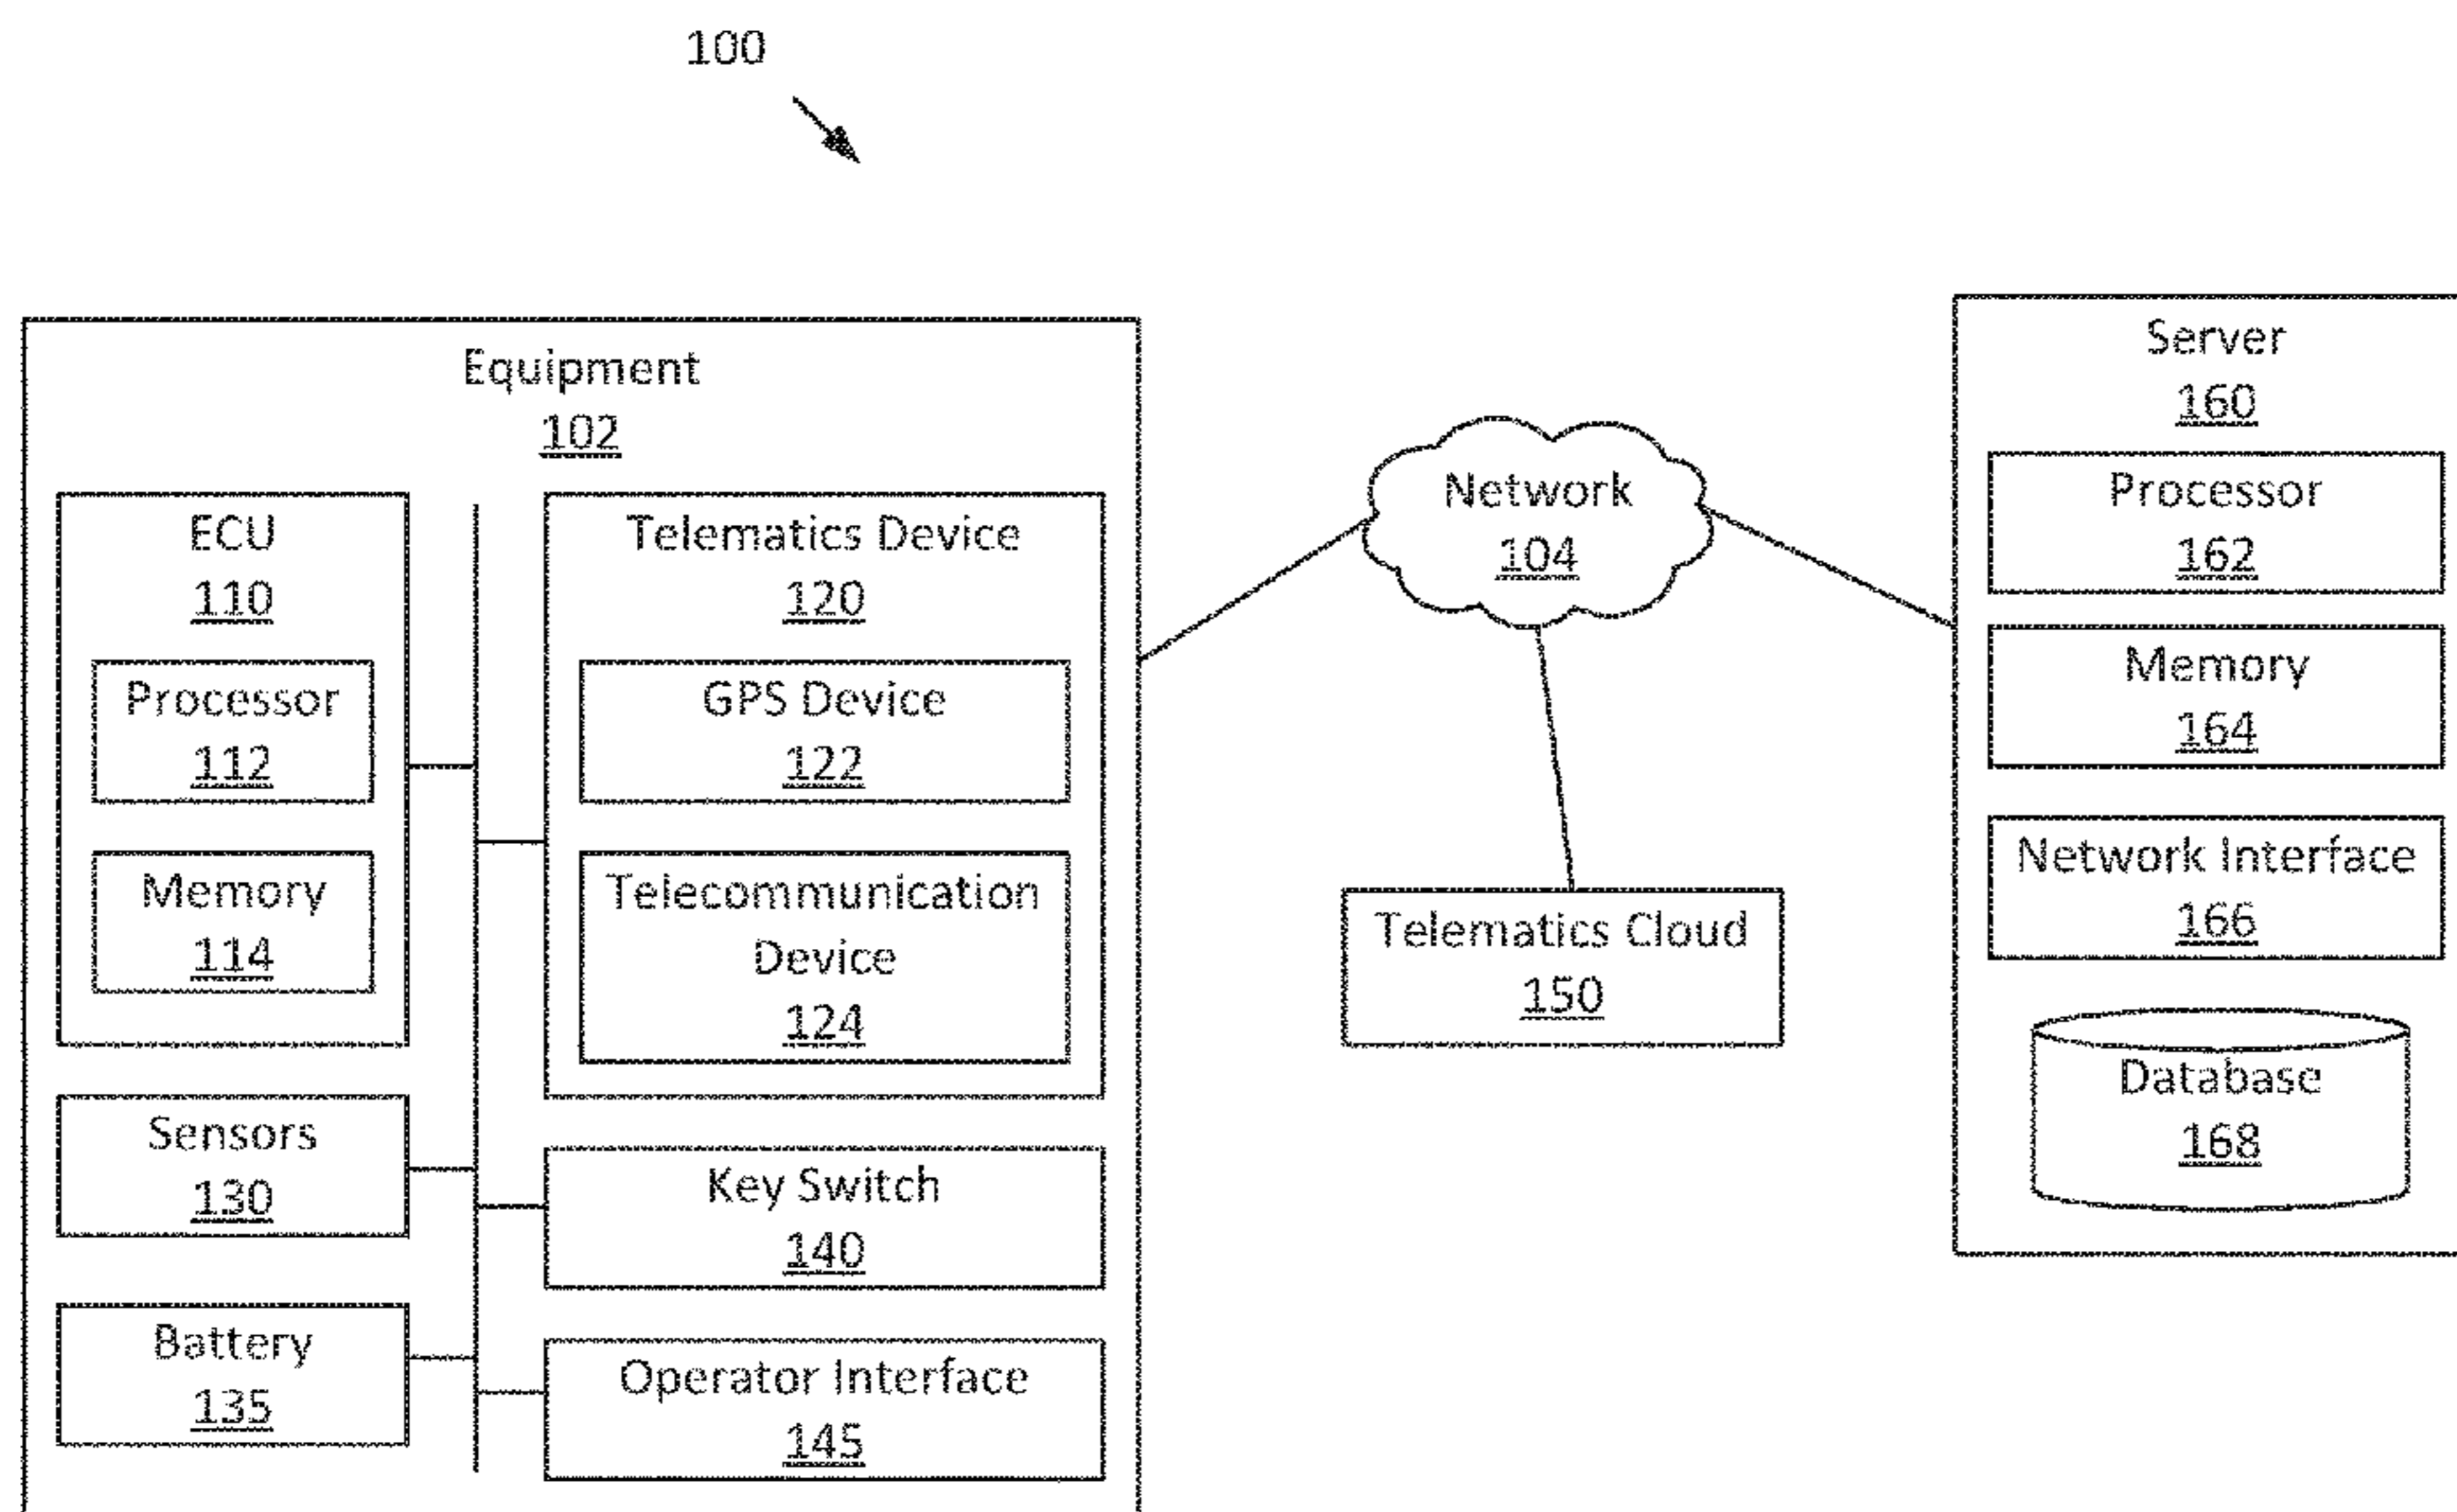 100
Equipment
102
ECU
110
Processor
112
Memory
114
Sensors
130
Battery
135
Telematics Device
120
GPS Device
122
Telecommunication
Device
124
Key Switch
140
Operator Interface
145
Network
104
Telematics Cloud
150
Server
160
Processor
162
Memory
164
Network Interface
166
Database
168